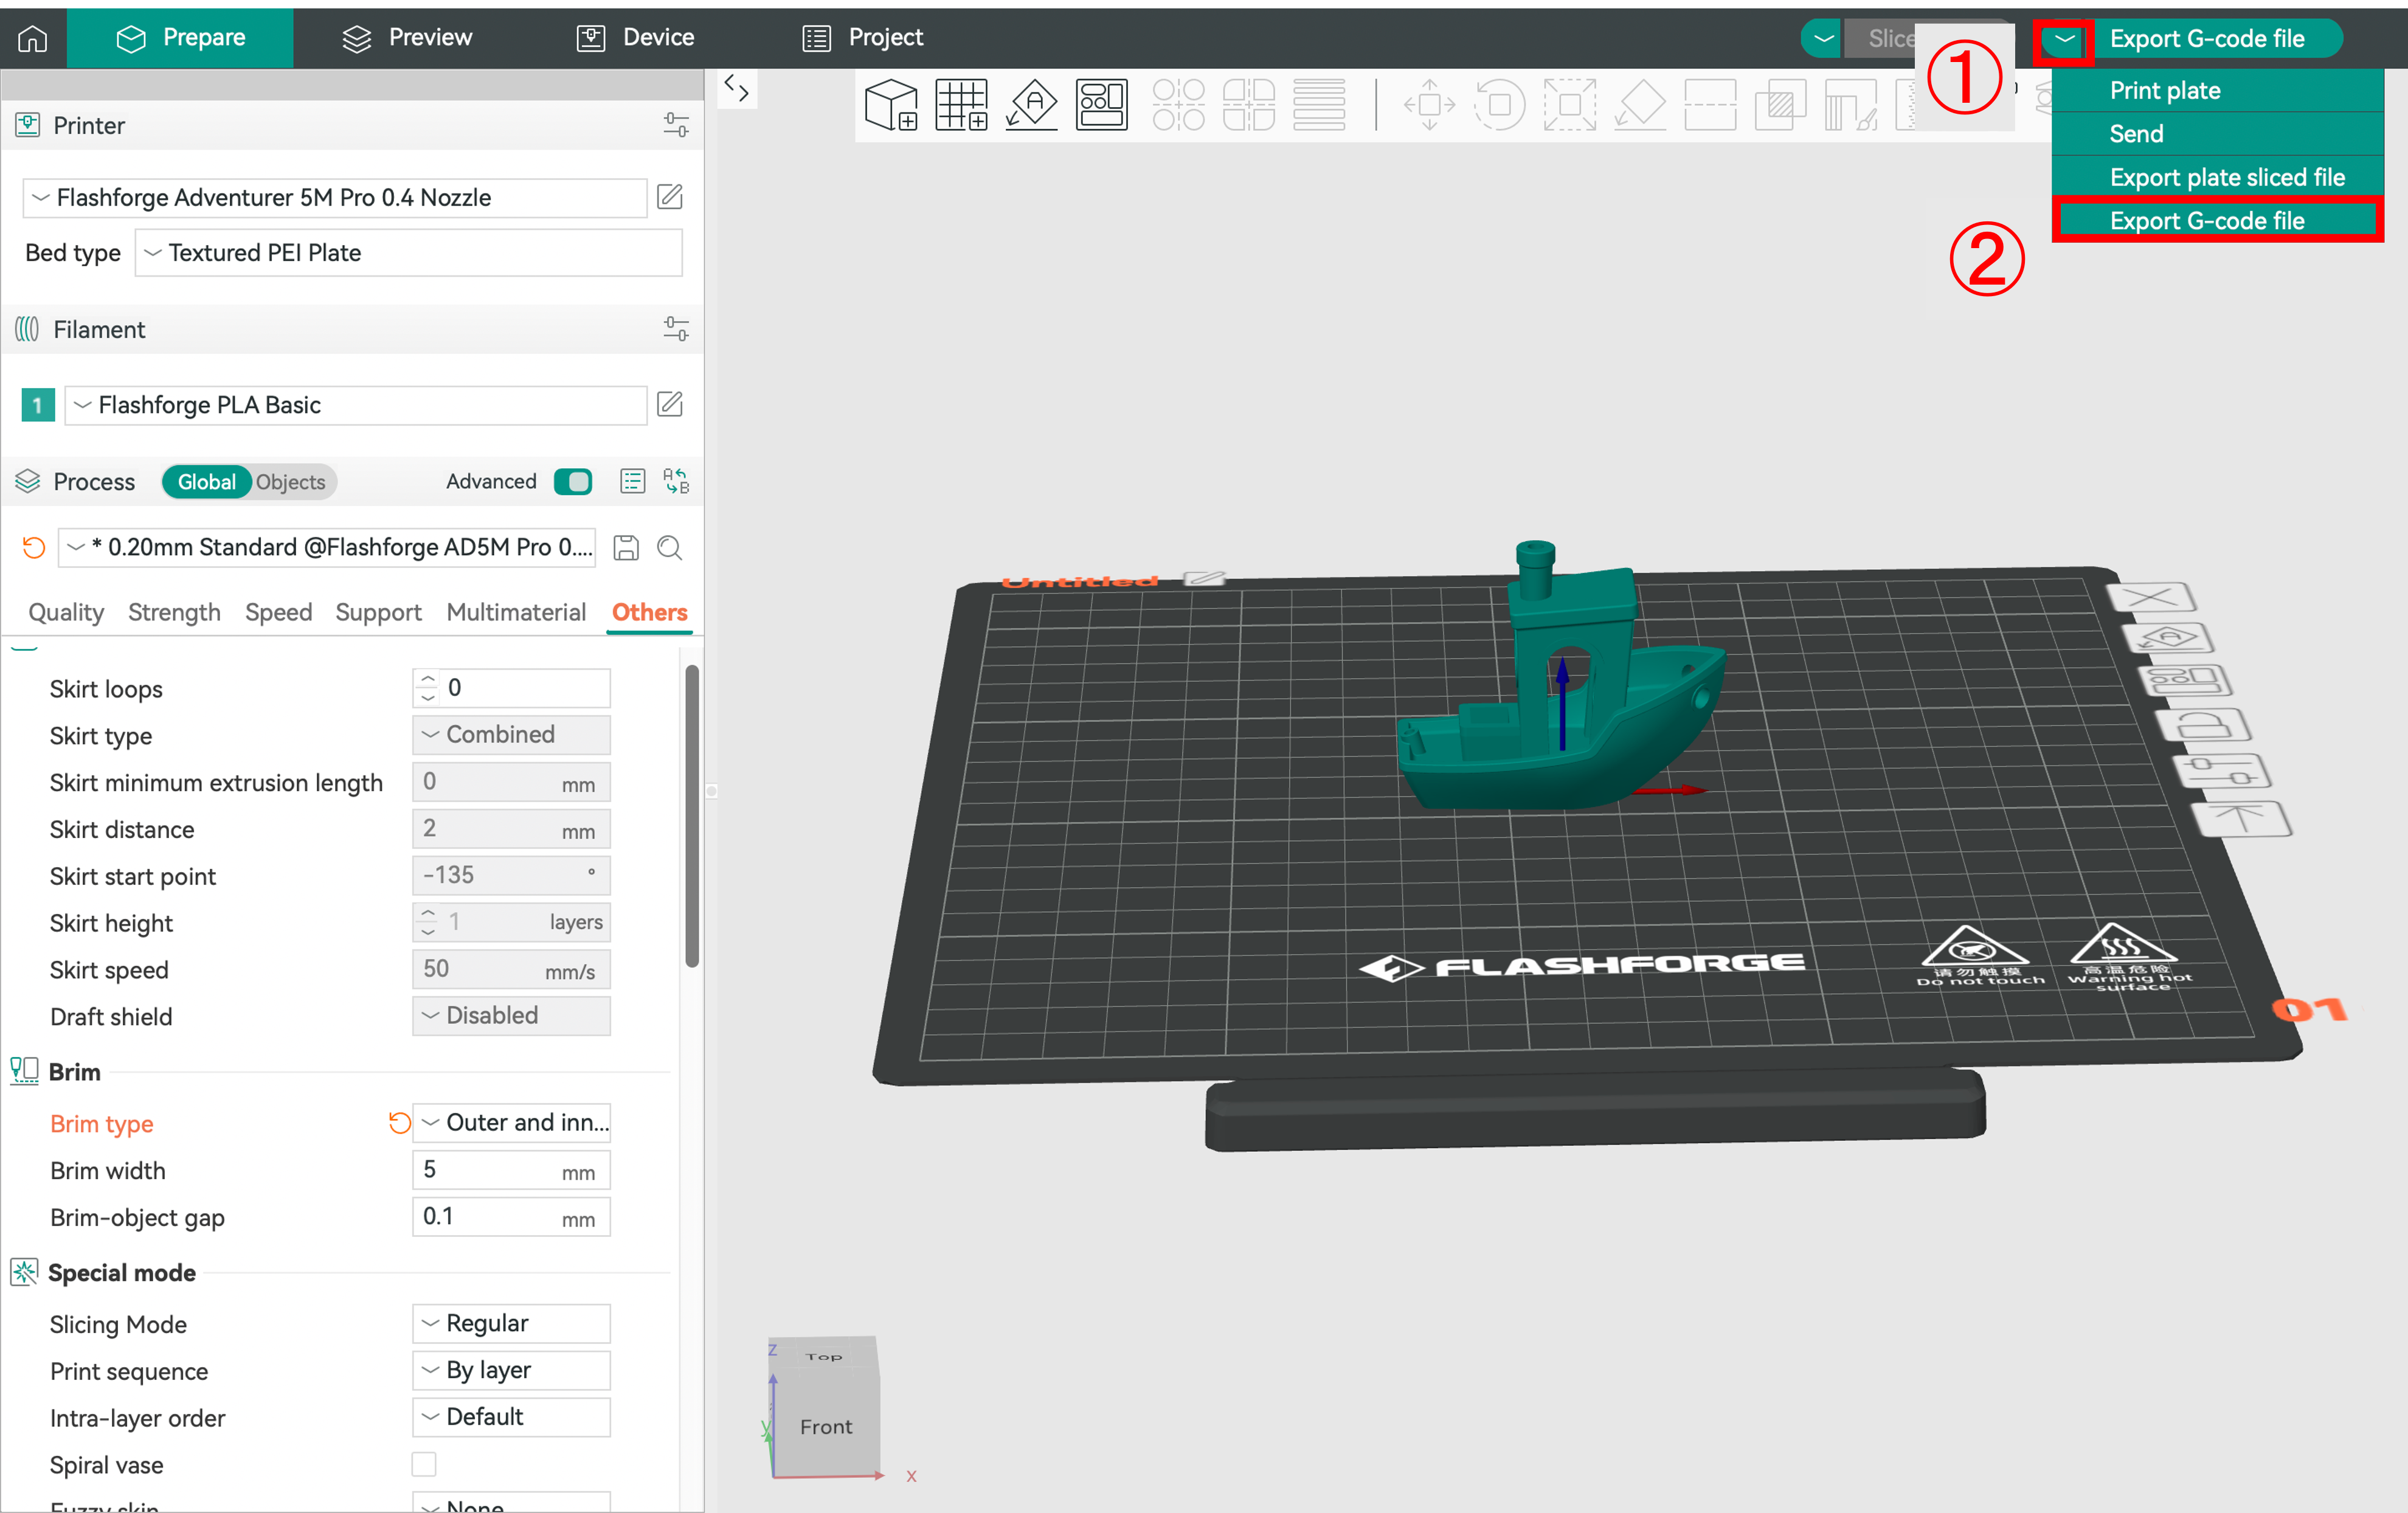 Prepare
Preview
Device
Project
Slice
①
Export G-code file
Print plate
Send
Export plate sliced file
Export G-code file
②
Printer
Flashforge Adventurer 5M Pro 0.4 Nozzle
Bed type
Textured PEI Plate
Filament
1
Flashforge PLA Basic
Process
Global
Objects
Advanced
* 0.20mm Standard @Flashforge AD5M Pro 0....
Quality
Strength
Speed
Support
Multimaterial
Others
Skirt loops 0
Skirt type Combined
Skirt minimum extrusion length 0 mm
Skirt distance 2 mm
Skirt start point -135 °
Skirt height 1 layers
Skirt speed 50 mm/s
Draft shield Disabled
Brim
Brim type Outer and inn...
Brim width 5 mm
Brim-object gap 0.1 mm
Special mode
Slicing Mode Regular
Print sequence By layer
Intra-layer order Default
Spiral vase
Fuzzy skin None
Untitled
FLASHFORGE
请勿触摸
Do not touch
高温危险
Warning hot
surface
01
Top
Front
z
y
x